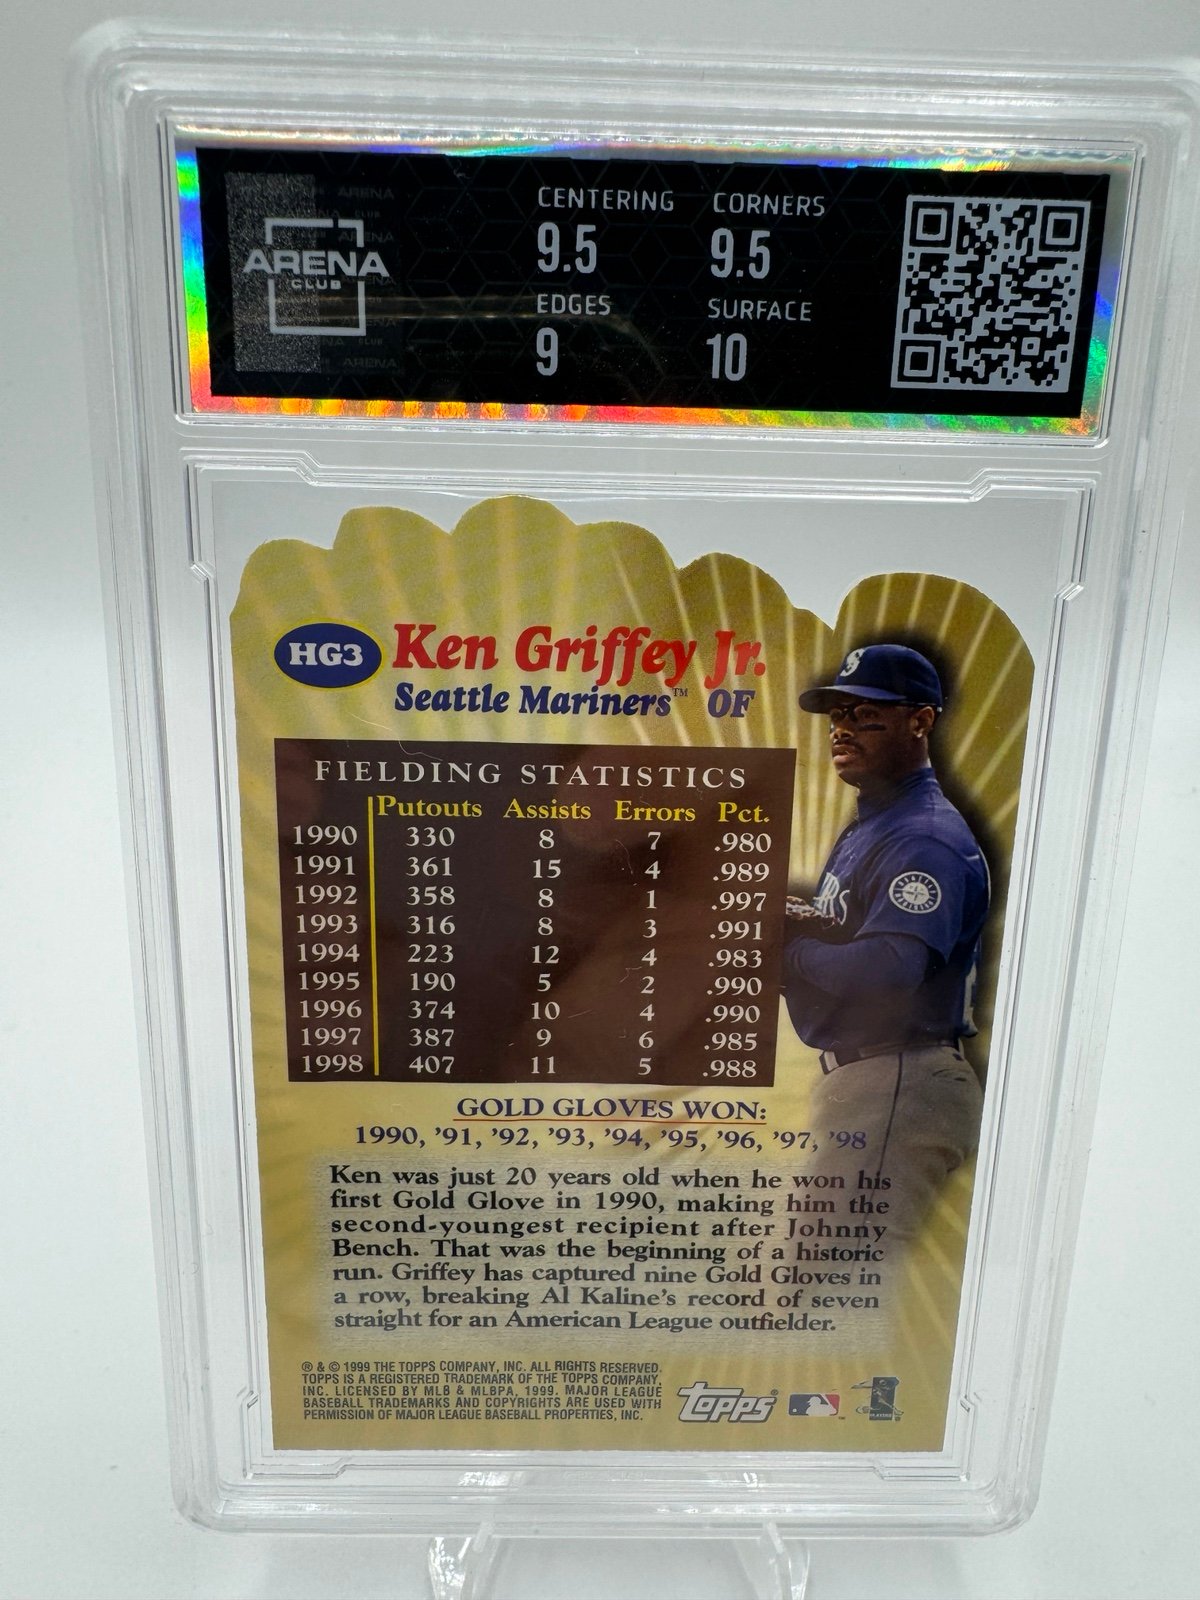 ARENA
CLUB
CENTERING CORNERS
9.5 9.5
EDGES SURFACE
9 10
HG3 Ken Griffey Jr.
Seattle Mariners™ OF
FIELDING STATISTICS
Putouts Assists Errors Pct.
1990 330 8 7 .980
1991 361 15 4 .989
1992 358 8 1 .997
1993 316 8 3 .991
1994 223 12 4 .983
1995 190 5 2 .990
1996 374 10 4 .990
1997 387 9 6 .985
1998 407 11 5 .988
GOLD GLOVES WON:
1990, '91, '92, '93, '94, '95, '96, '97, '98
Ken was just 20 years old when he won his
first Gold Glove in 1990, making him the
second-youngest recipient after Johnny
Bench. That was the beginning of a historic
run. Griffey has captured nine Gold Gloves in
a row, breaking Al Kaline's record of seven
straight for an American League outfielder.
® & © 1999 THE TOPPS COMPANY, INC. ALL RIGHTS RESERVED.
TOPPS IS A REGISTERED TRADEMARK OF THE TOPPS COMPANY,
INC. LICENSED BY MLB & MLBPA, 1999. MAJOR LEAGUE
BASEBALL TRADEMARKS AND COPYRIGHTS ARE USED WITH
PERMISSION OF MAJOR LEAGUE BASEBALL PROPERTIES, INC.
Topps®